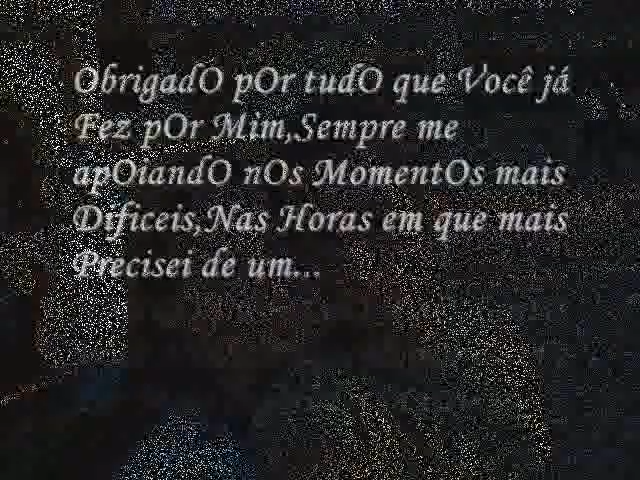 ObrigadO pOr tudO que Você já
Fez pOr Mim,Sempre me
apOiandO nOs MomentOs mais
Dificeis,Nas Horas em que mais
Precisei de um...